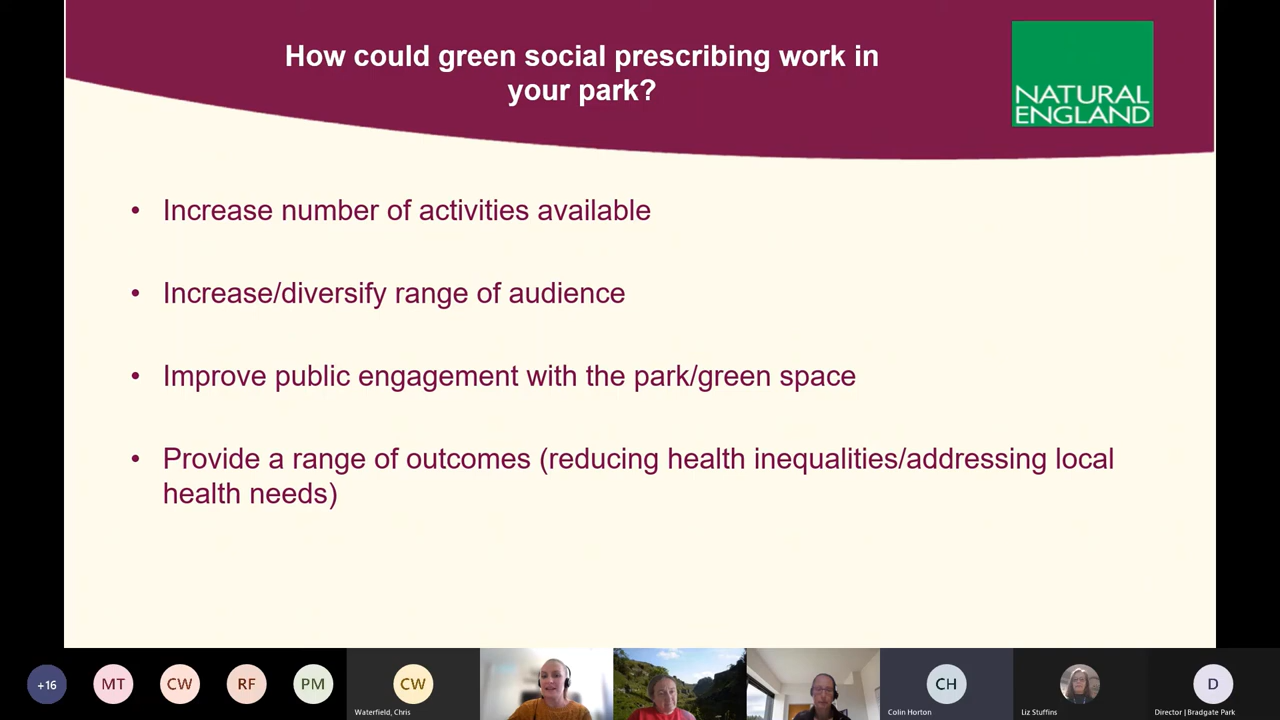 How could green social prescribing work in
your park?
NATURAL
ENGLAND
• Increase number of activities available
• Increase/diversify range of audience
• Improve public engagement with the park/green space
• Provide a range of outcomes (reducing health inequalities/addressing local
health needs)
+16
MT
CW
RF
PM
CW
Waterfield, Chris
CH
Colin Horton
Liz Stuffins
D
Director | Bradgate Park